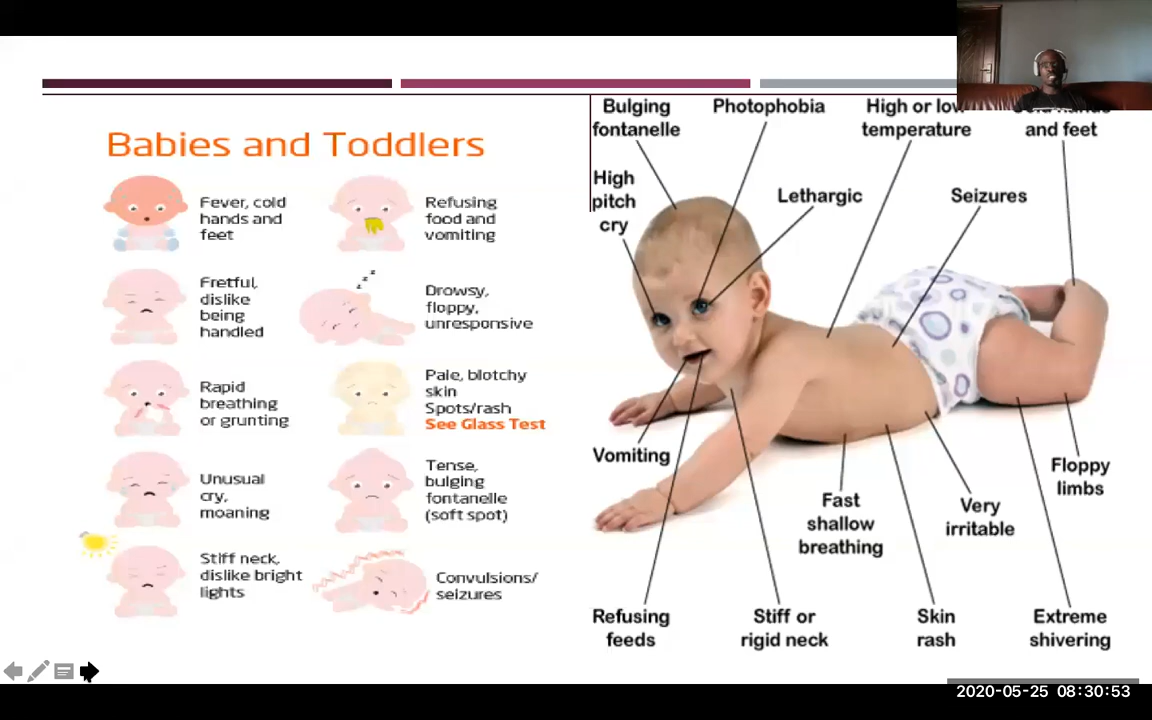 Babies and Toddlers
Fever, cold
hands and
feet
Refusing
food and
vomiting
Fretful,
dislike
being
handled
Drowsy,
floppy,
unresponsive
Rapid
breathing
or grunting
Pale, blotchy
skin
Spots/rash
See Glass Test
Unusual
cry,
moaning
Tense,
bulging
fontanelle
(soft spot)
Stiff neck,
dislike bright
lights
Convulsions/
seizures
z z z
Bulging
fontanelle
Photophobia
High or low
temperature
and feet
High
pitch
cry
Lethargic
Seizures
Vomiting
Fast
shallow
breathing
Very
irritable
Floppy
limbs
Refusing
feeds
Stiff or
rigid neck
Skin
rash
Extreme
shivering
2020-05-25 08:30:53